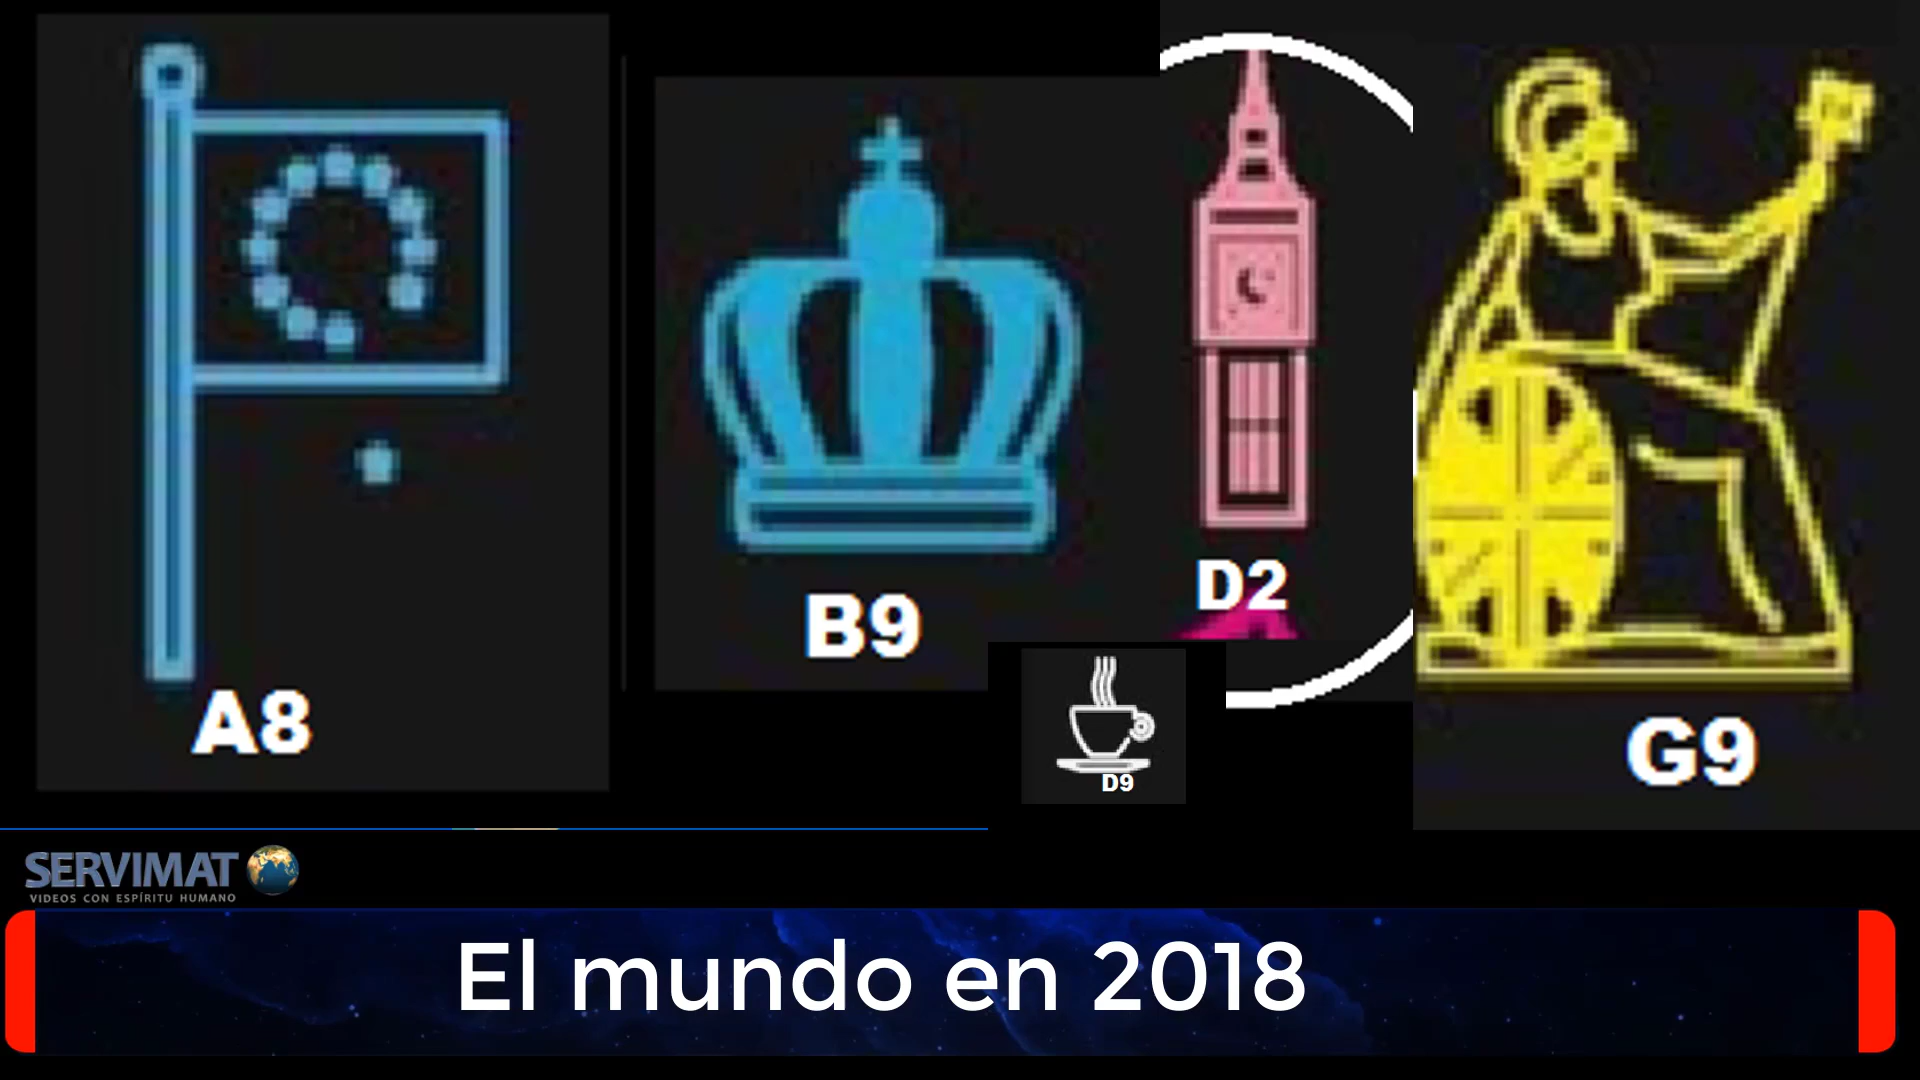 A8
B9
D2
G9
D9
SERVIMAT
VIDEOS CON ESPÍRITU HUMANO
El mundo en 2018